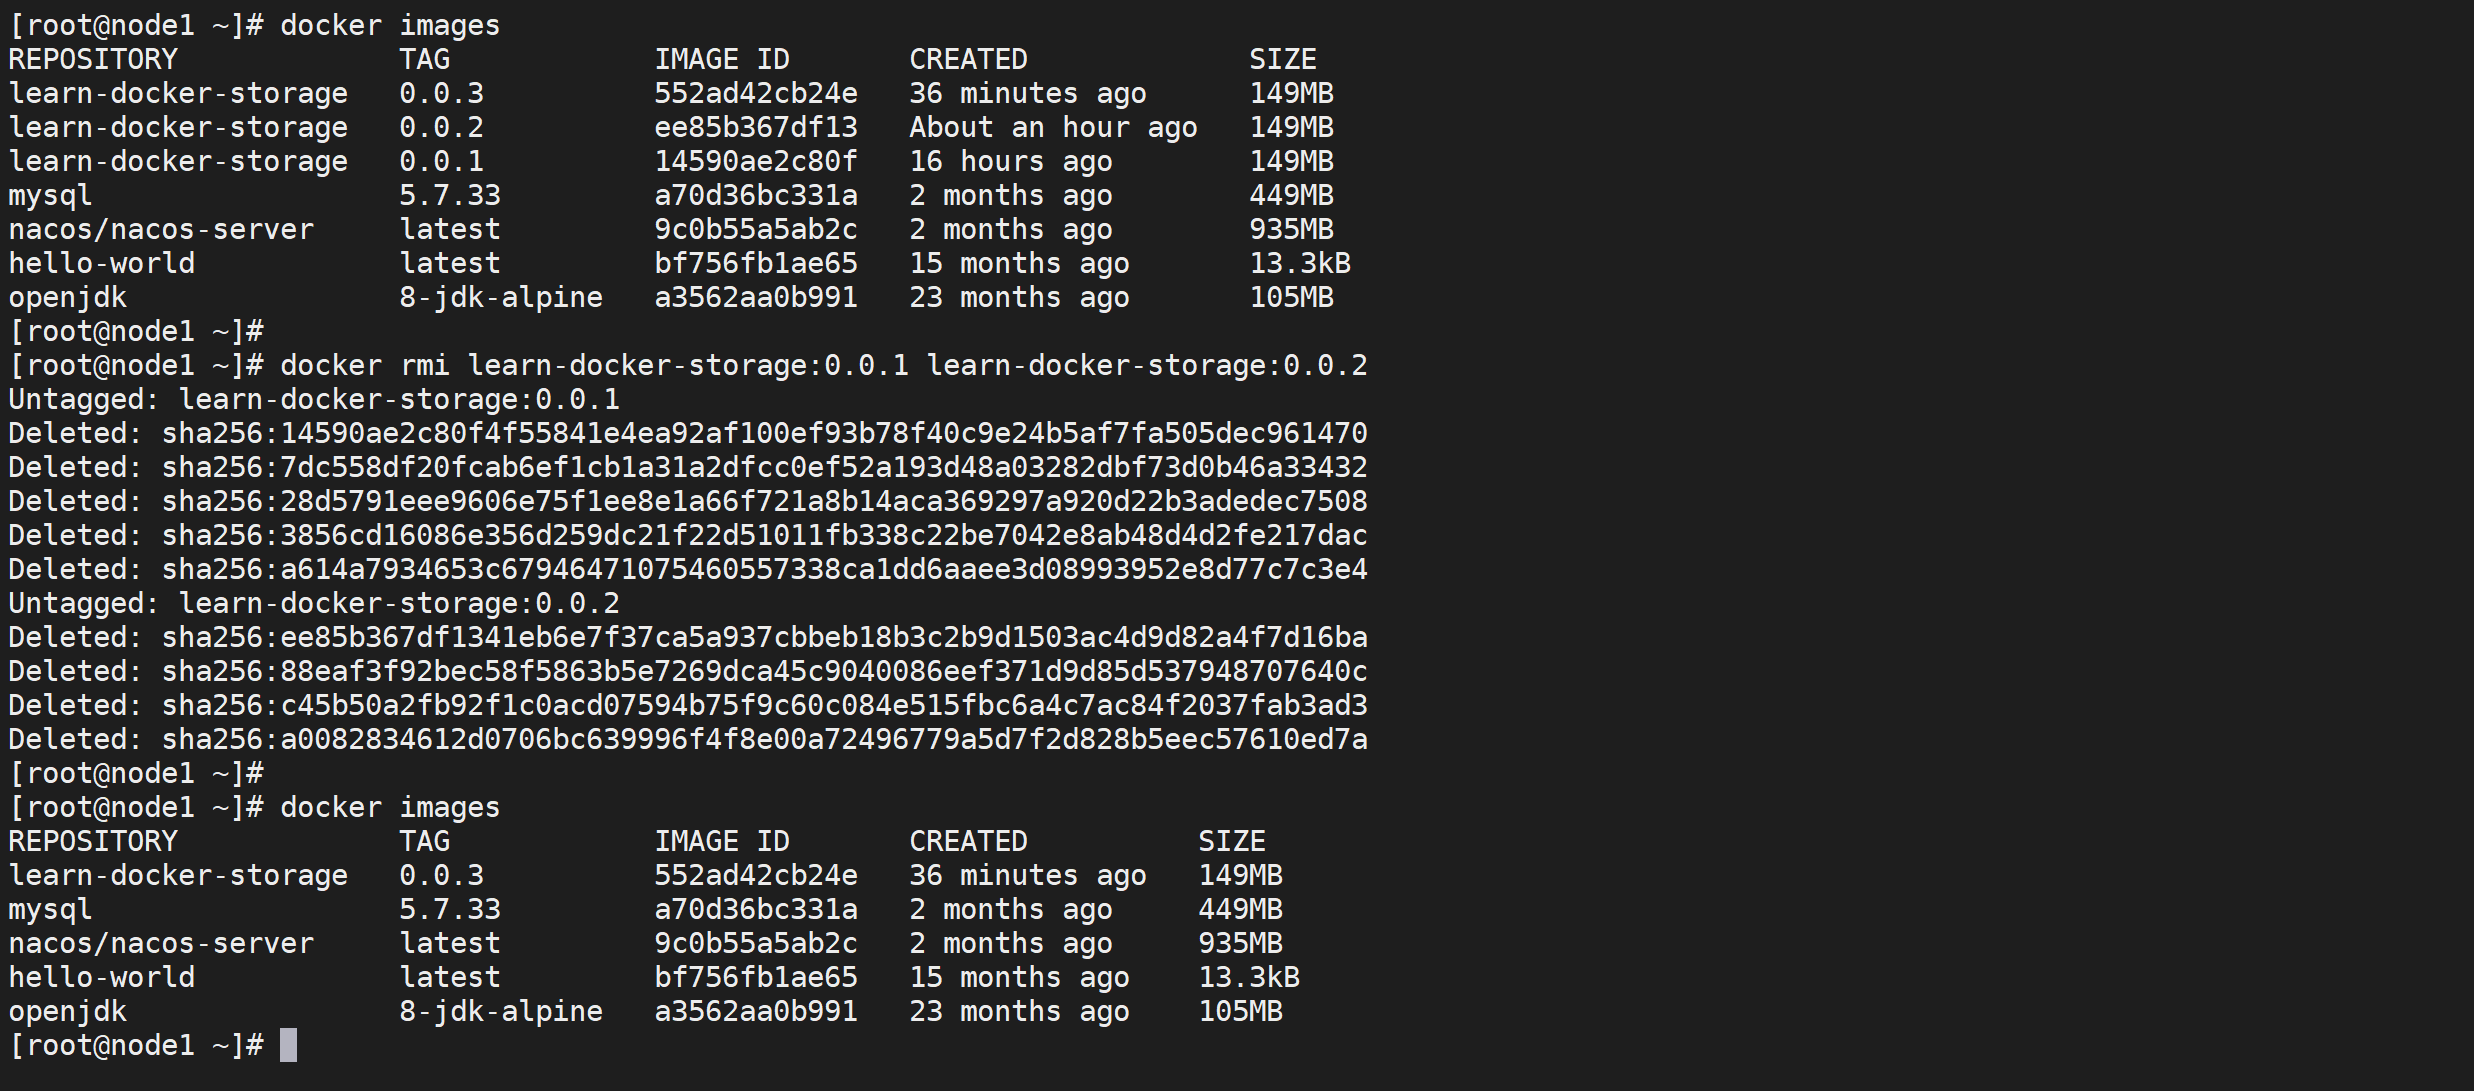 [root@node1 ~]# docker images
REPOSITORY             TAG            IMAGE ID       CREATED             SIZE
learn-docker-storage   0.0.3          552ad42cb24e   36 minutes ago      149MB
learn-docker-storage   0.0.2          ee85b367df13   About an hour ago   149MB
learn-docker-storage   0.0.1          14590ae2c80f   16 hours ago        149MB
mysql                  5.7.33         a70d36bc331a   2 months ago        449MB
nacos/nacos-server     latest         9c0b55a5ab2c   2 months ago        935MB
hello-world            latest         bf756fb1ae65   15 months ago       13.3kB
openjdk                8-jdk-alpine   a3562aa0b991   23 months ago       105MB
[root@node1 ~]#
[root@node1 ~]# docker rmi learn-docker-storage:0.0.1 learn-docker-storage:0.0.2
Untagged: learn-docker-storage:0.0.1
Deleted: sha256:14590ae2c80f4f55841e4ea92af100ef93b78f40c9e24b5af7fa505dec961470
Deleted: sha256:7dc558df20fcab6ef1cb1a31a2dfcc0ef52a193d48a03282dbf73d0b46a33432
Deleted: sha256:28d5791eee9606e75f1ee8e1a66f721a8b14aca369297a920d22b3adedec7508
Deleted: sha256:3856cd16086e356d259dc21f22d51011fb338c22be7042e8ab48d4d2fe217dac
Deleted: sha256:a614a7934653c67946471075460557338ca1dd6aaee3d08993952e8d77c7c3e4
Untagged: learn-docker-storage:0.0.2
Deleted: sha256:ee85b367df1341eb6e7f37ca5a937cbbeb18b3c2b9d1503ac4d9d82a4f7d16ba
Deleted: sha256:88eaf3f92bec58f5863b5e7269dca45c9040086eef371d9d85d537948707640c
Deleted: sha256:c45b50a2fb92f1c0acd07594b75f9c60c084e515fbc6a4c7ac84f2037fab3ad3
Deleted: sha256:a0082834612d0706bc639996f4f8e00a72496779a5d7f2d828b5eec57610ed7a
[root@node1 ~]#
[root@node1 ~]# docker images
REPOSITORY             TAG            IMAGE ID       CREATED          SIZE
learn-docker-storage   0.0.3          552ad42cb24e   36 minutes ago   149MB
mysql                  5.7.33         a70d36bc331a   2 months ago     449MB
nacos/nacos-server     latest         9c0b55a5ab2c   2 months ago     935MB
hello-world            latest         bf756fb1ae65   15 months ago    13.3kB
openjdk                8-jdk-alpine   a3562aa0b991   23 months ago    105MB
[root@node1 ~]#